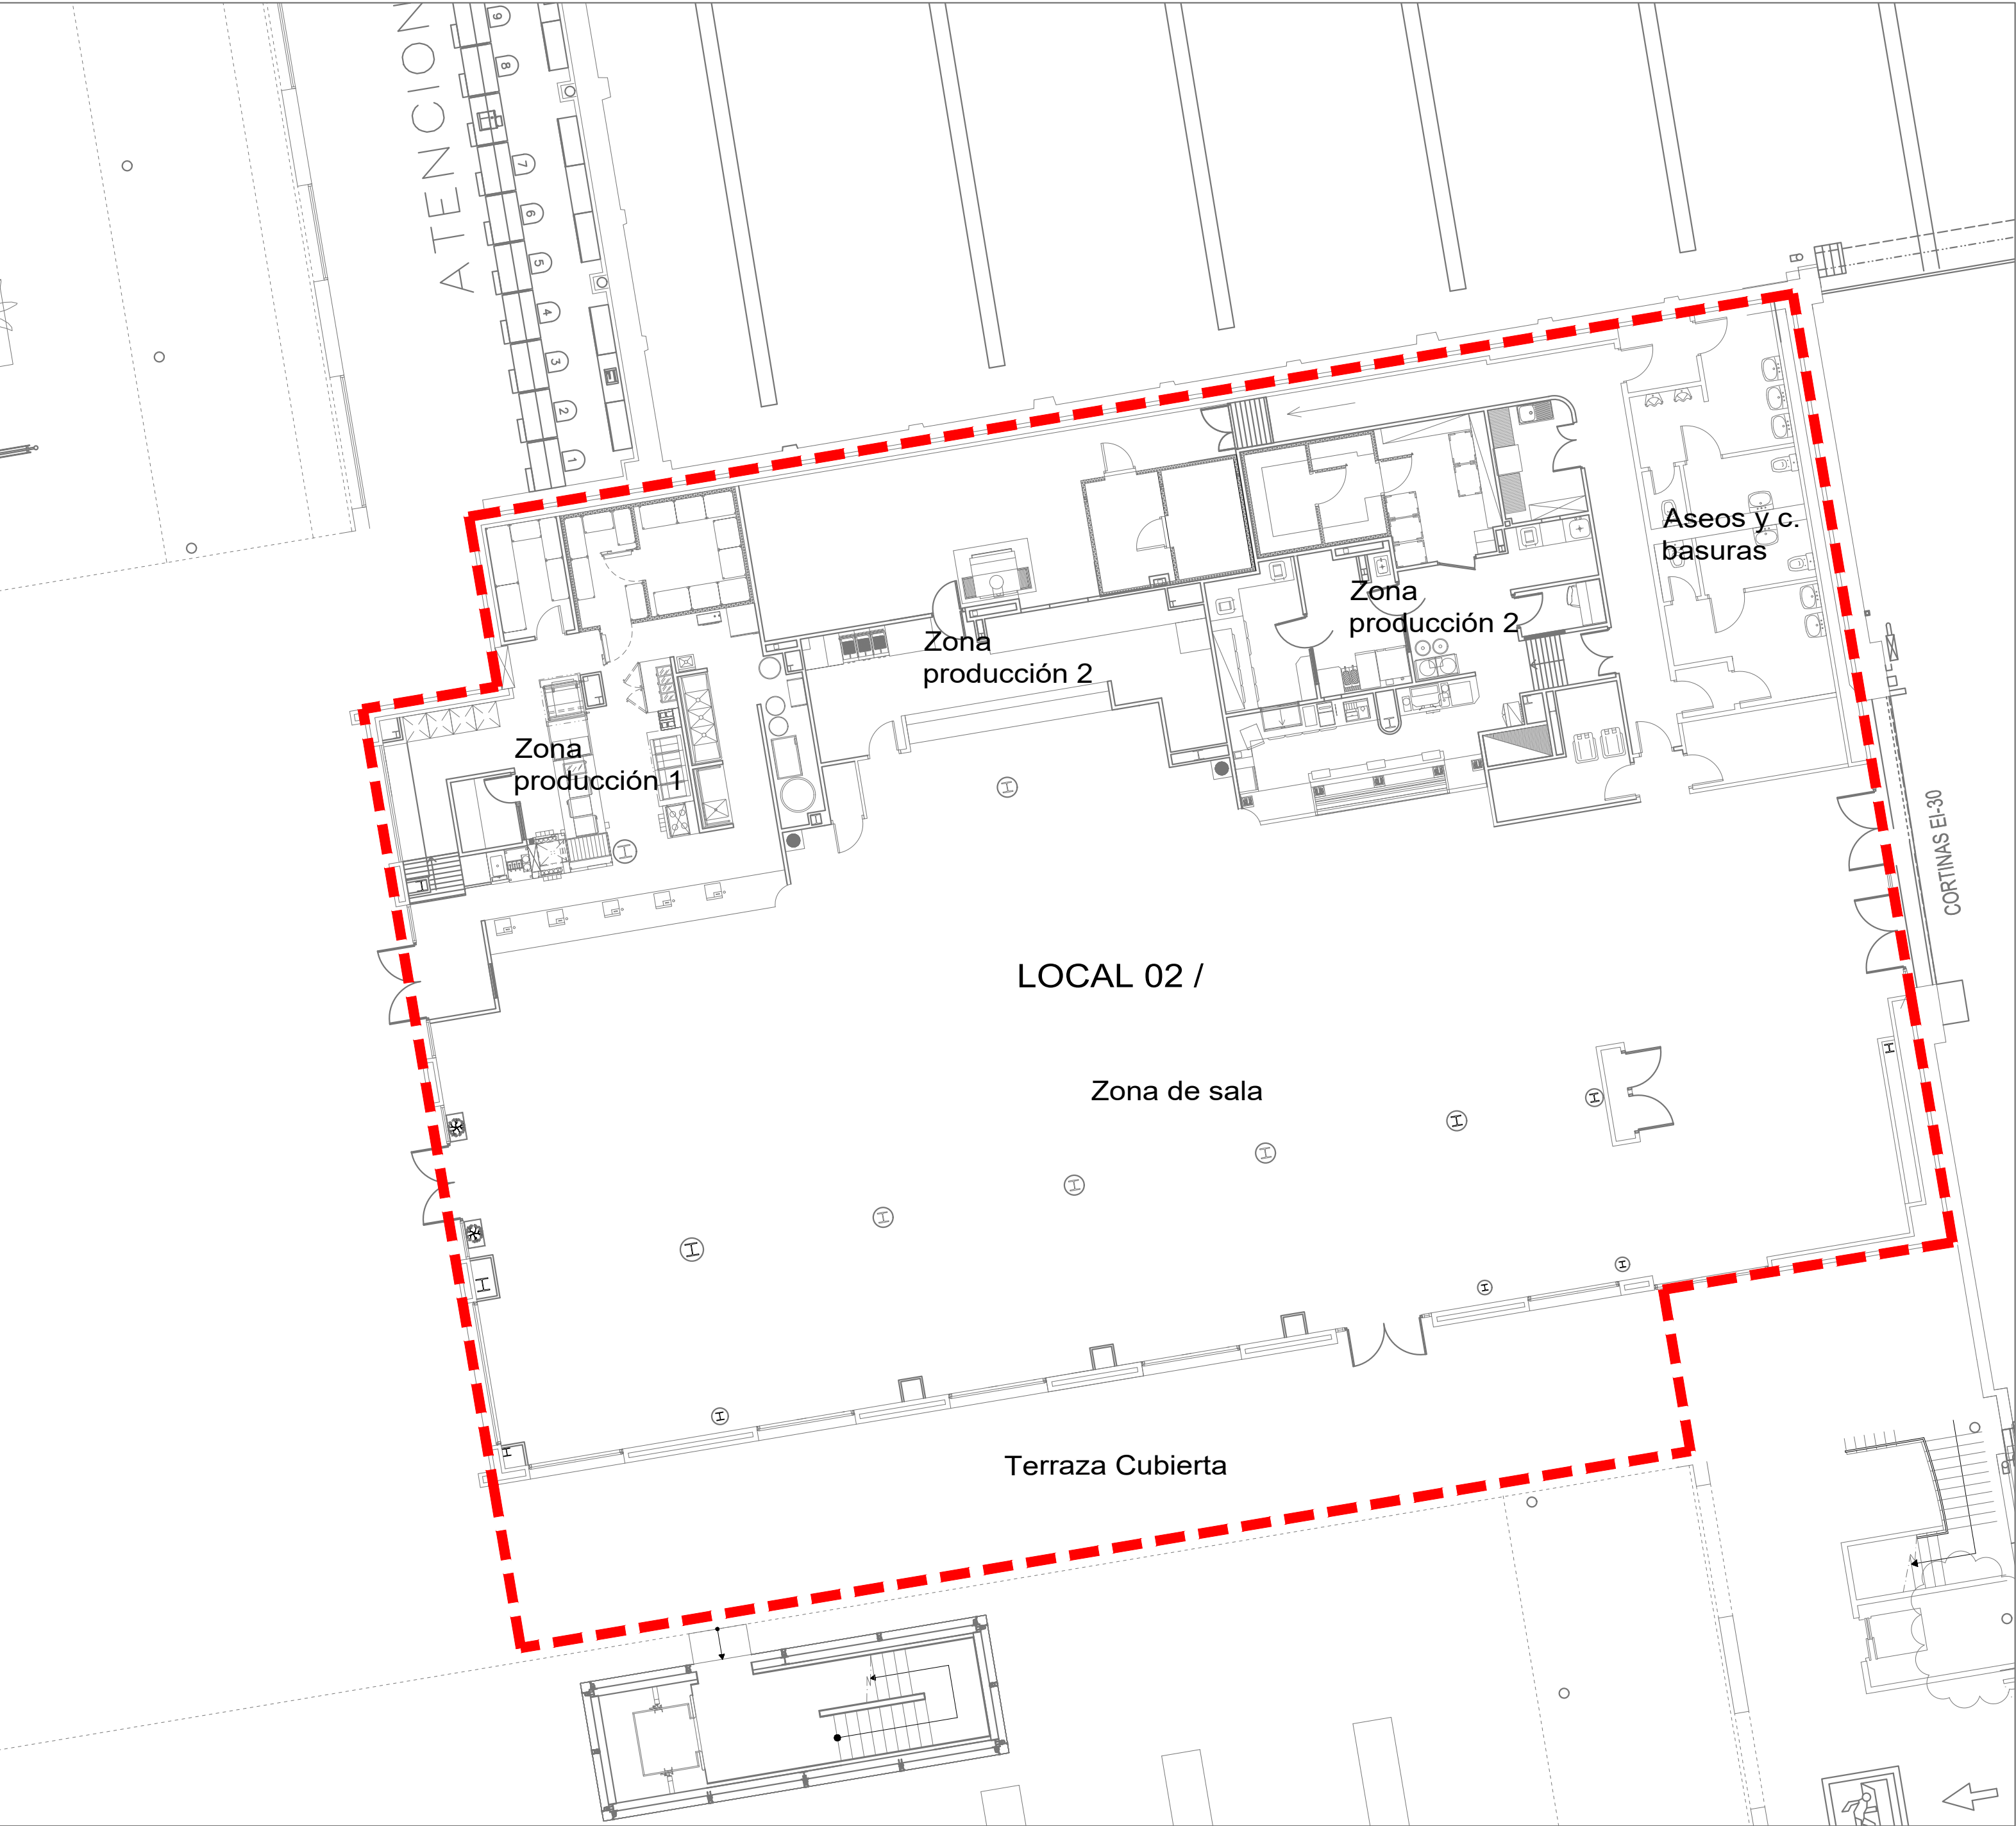 ATENCION
9
8
7
6
5
4
3
2
1
Aseos y c.
basuras
Zona
producción 2
Zona
producción 2
Zona
producción 1
CORTINAS EI-30
LOCAL 02 /
Zona de sala
Terraza Cubierta